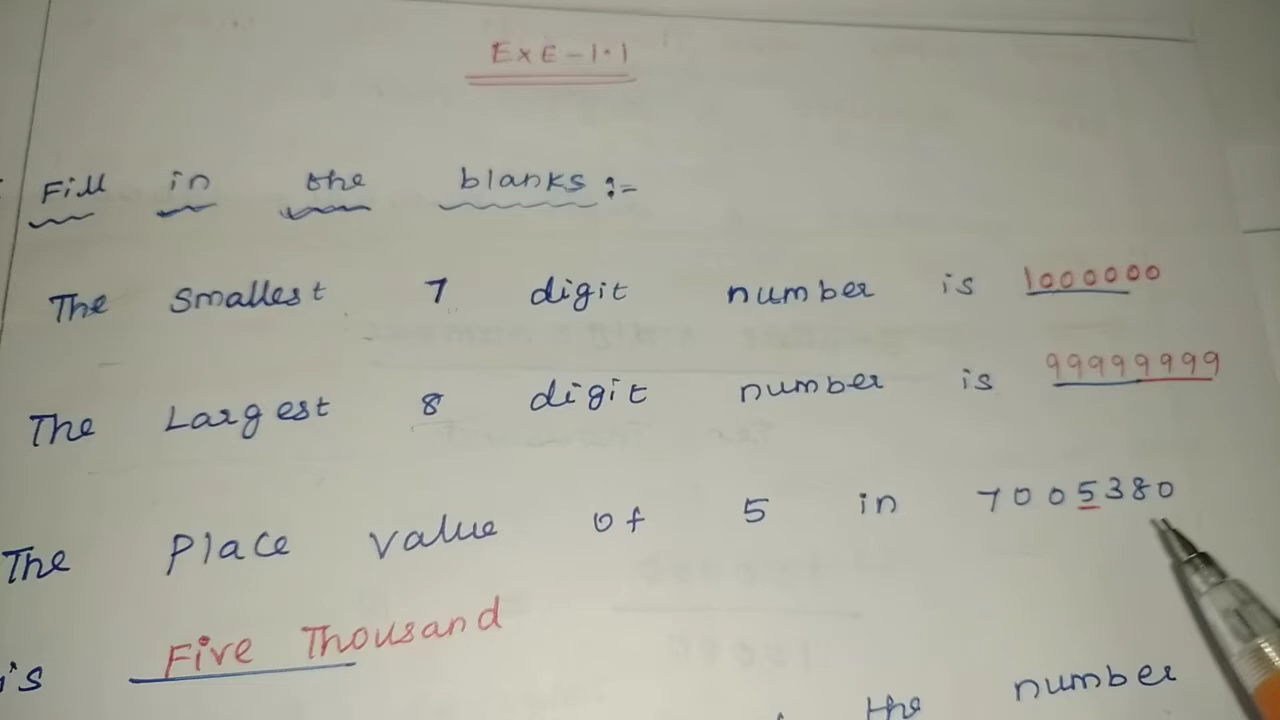 EXE-1.1
Fill in the blanks :-
The Smallest 7 digit number is 1000000
The Largest 8 digit number is 99999999
The Place value of 5 in 7005380
is Five Thousand
the number